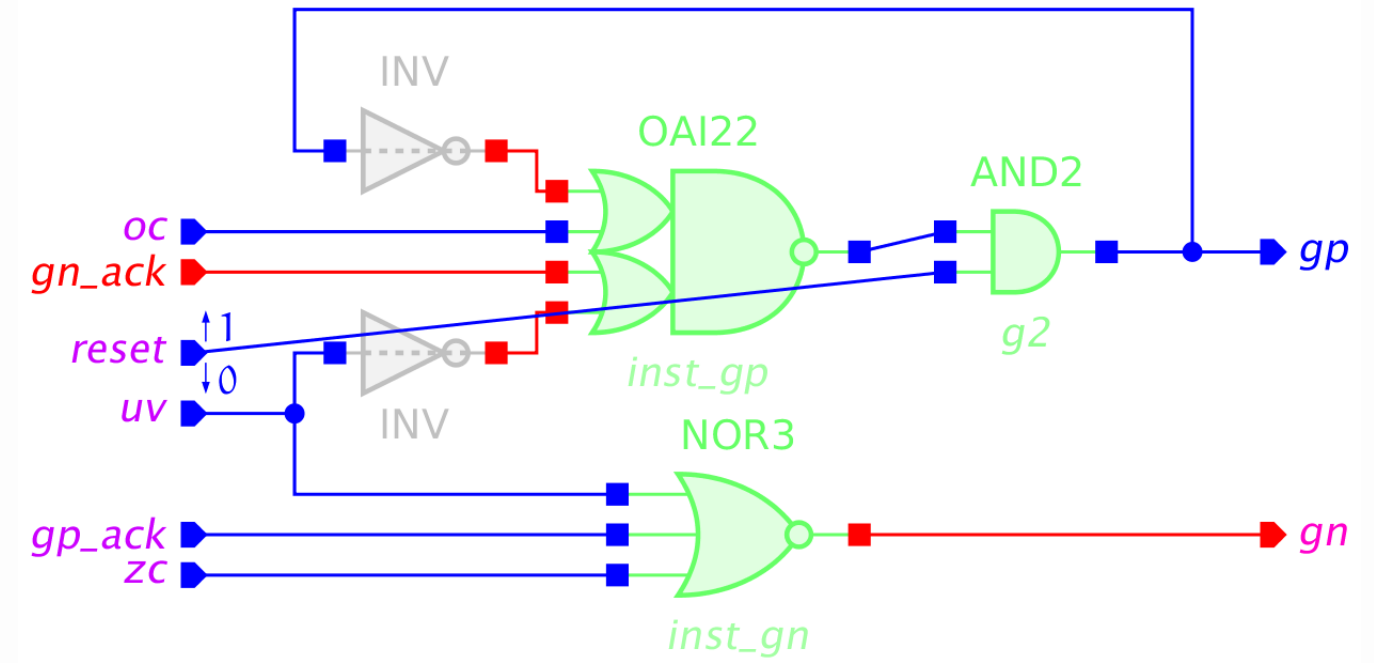 INV
OAI22
AND2
oc
gn_ack
gp
reset
1
0
g2
inst_gp
uv
INV
NOR3
gp_ack
gn
zc
inst_gn